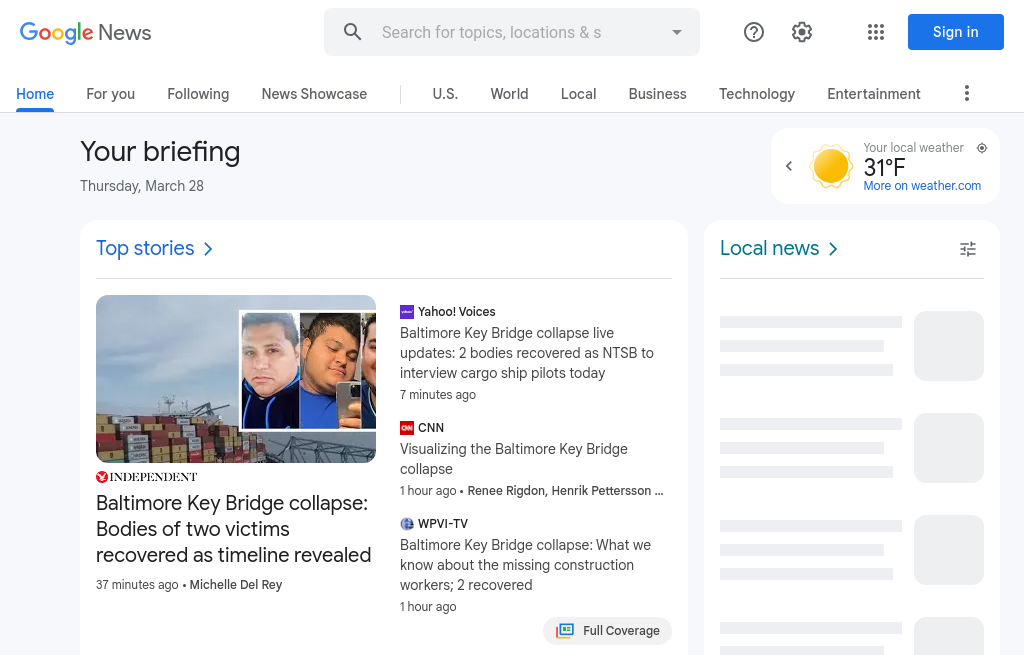 Google News
Search for topics, locations & s
Sign in
Home
For you
Following
News Showcase
U.S.
World
Local
Business
Technology
Entertainment
Your briefing
Thursday, March 28
Your local weather
31°F
More on weather.com
Top stories
INDEPENDENT
Baltimore Key Bridge collapse:
Bodies of two victims
recovered as timeline revealed
37 minutes ago • Michelle Del Rey
Yahoo! Voices
Baltimore Key Bridge collapse live
updates: 2 bodies recovered as NTSB to
interview cargo ship pilots today
7 minutes ago
CNN
Visualizing the Baltimore Key Bridge
collapse
1 hour ago • Renee Rigdon, Henrik Pettersson …
WPVI-TV
Baltimore Key Bridge collapse: What we
know about the missing construction
workers; 2 recovered
1 hour ago
Full Coverage
Local news